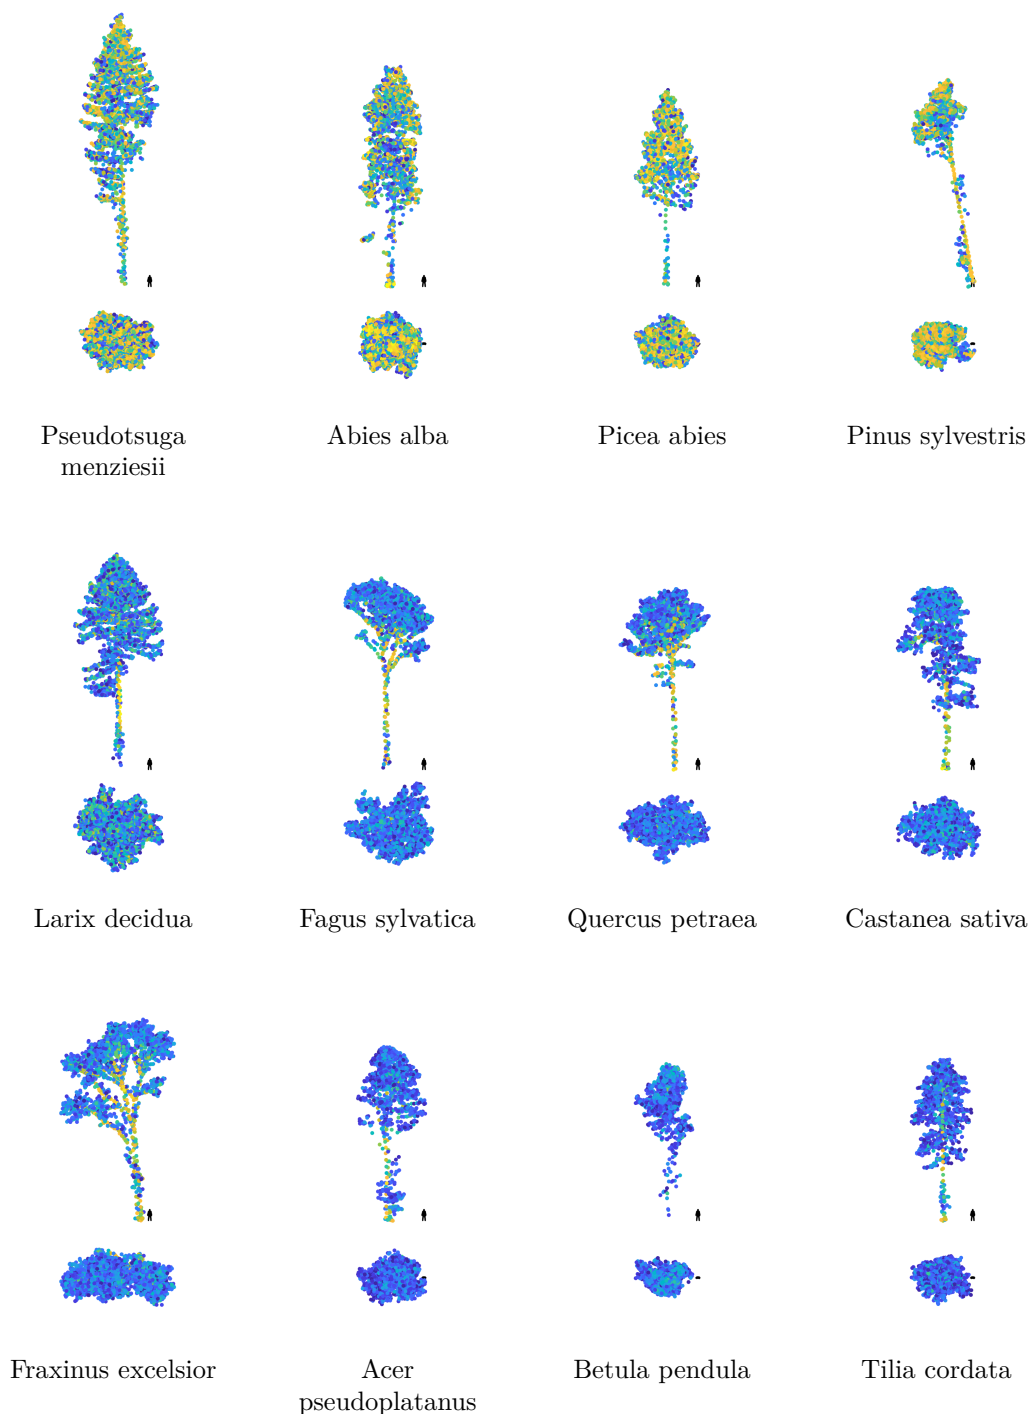 Pseudotsuga
menziesii
Abies alba
Picea abies
Pinus sylvestris
Larix decidua
Fagus sylvatica
Quercus petraea
Castanea sativa
Fraxinus excelsior
Acer
pseudoplatanus
Betula pendula
Tilia cordata